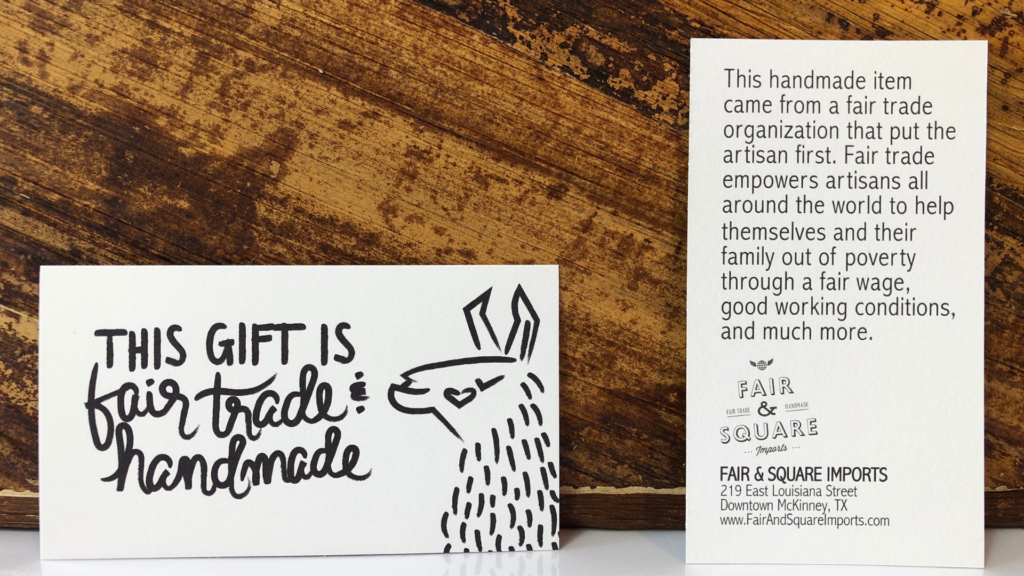 THIS GIFT IS
fair trade &
handmade
This handmade item
came from a fair trade
organization that put the
artisan first. Fair trade
empowers artisans all
around the world to help
themselves and their
family out of poverty
through a fair wage,
good working conditions,
and much more.
FAIR
FAIR TRADE & HANDMADE
SQUARE
... Imports ...
FAIR & SQUARE IMPORTS
219 East Louisiana Street
Downtown McKinney, TX
www.FairAndSquareImports.com